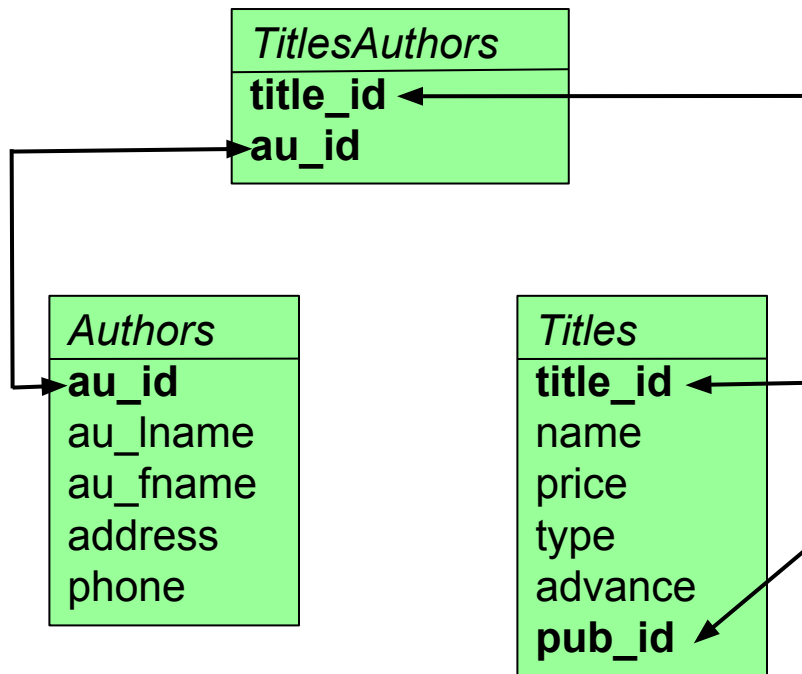 TitlesAuthors
title_id
au_id
Authors
au_id
au_lname
au_fname
address
phone
Titles
title_id
name
price
type
advance
pub_id